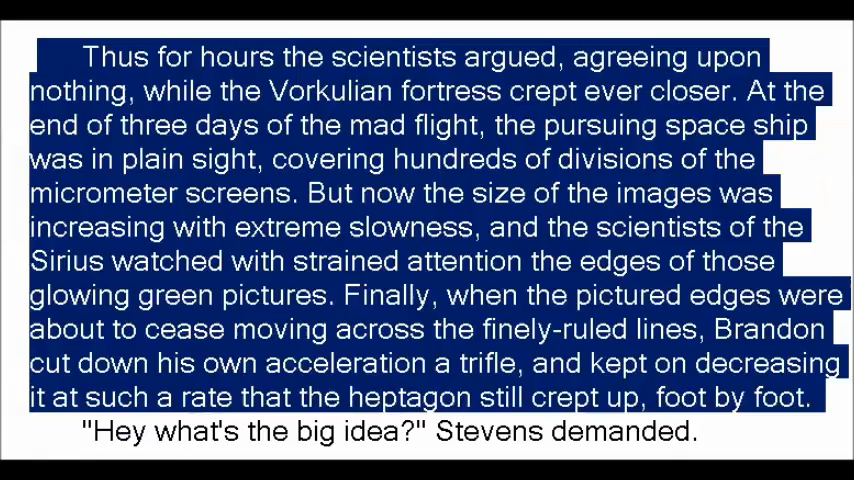 Thus for hours the scientists argued, agreeing upon
nothing, while the Vorkulian fortress crept ever closer. At the
end of three days of the mad flight, the pursuing space ship
was in plain sight, covering hundreds of divisions of the
micrometer screens. But now the size of the images was
increasing with extreme slowness, and the scientists of the
Sirius watched with strained attention the edges of those
glowing green pictures. Finally, when the pictured edges were
about to cease moving across the finely-ruled lines, Brandon
cut down his own acceleration a trifle, and kept on decreasing
it at such a rate that the heptagon still crept up, foot by foot.
"Hey what's the big idea?" Stevens demanded.